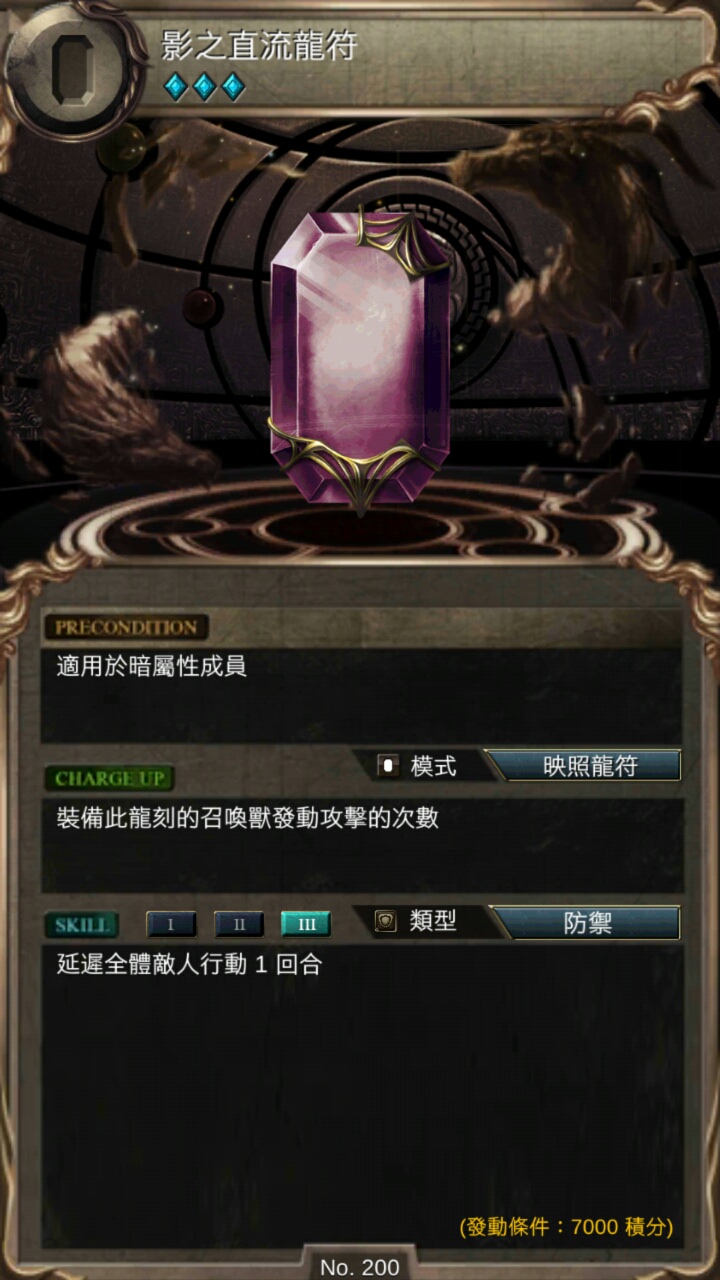 影之直流龍符
PRECONDITION
適用於暗屬性成員
模式
映照龍符
CHARGE UP
裝備此龍刻的召喚獸發動攻擊的次數
SKILL
I
II
III
類型
防禦
延遲全體敵人行動 1 回合
(發動條件：7000 積分)
No. 200